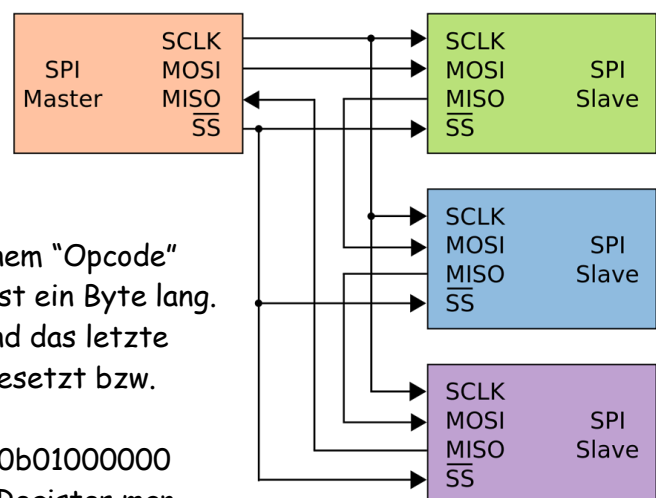 SPI
Master
SCLK
MOSI
MISO
SS
SCLK
MOSI
MISO
SS
SPI
Slave
SCLK
MOSI
MISO
SS
SPI
Slave
SCLK
MOSI
MISO
SS
SPI
Slave
“Opcode”
st ein Byte lang.
nd das letzte
esetzt bzw.
0b01000000